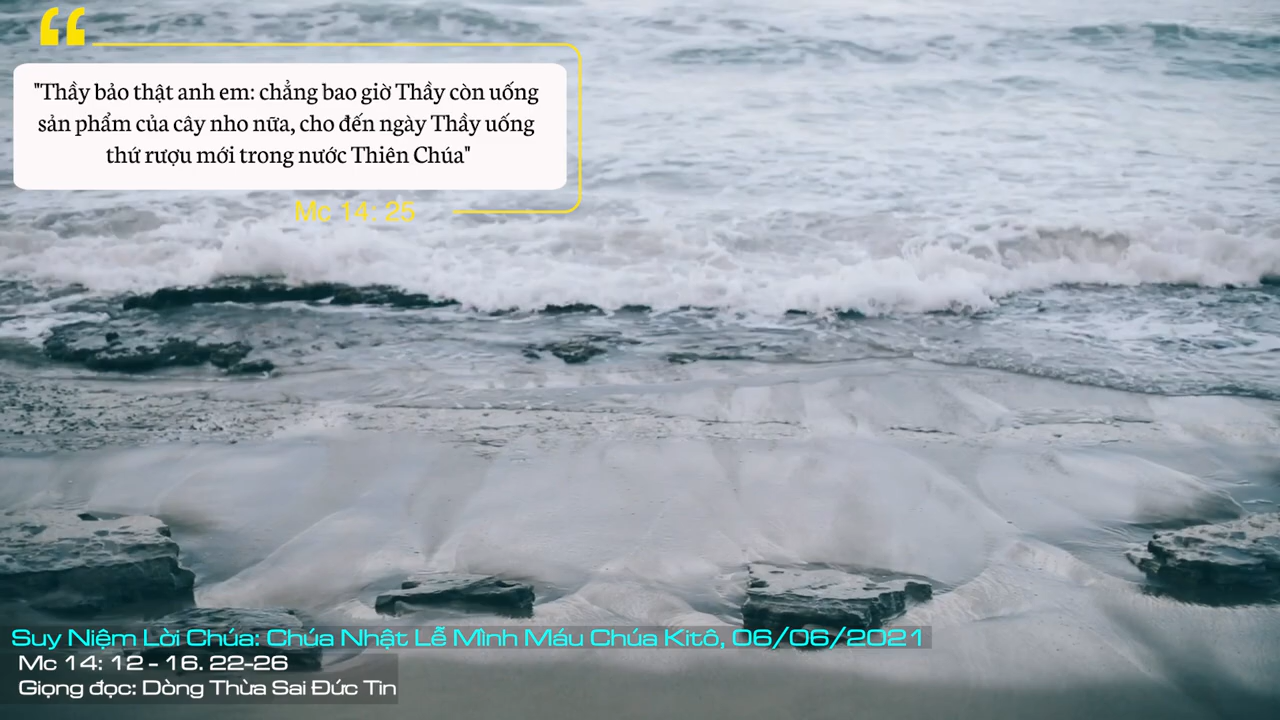 "Thầy bảo thật anh em: chẳng bao giờ Thầy còn uống
sản phẩm của cây nho nữa, cho đến ngày Thầy uống
thứ rượu mới trong nước Thiên Chúa"
Mc 14: 25
Suy Niệm Lời Chúa: Chúa Nhật Lễ Mình Máu Chúa Kitô, 06/06/2021
Mc 14: 12 - 16. 22-26
Giọng đọc: Dòng Thừa Sai Đức Tin